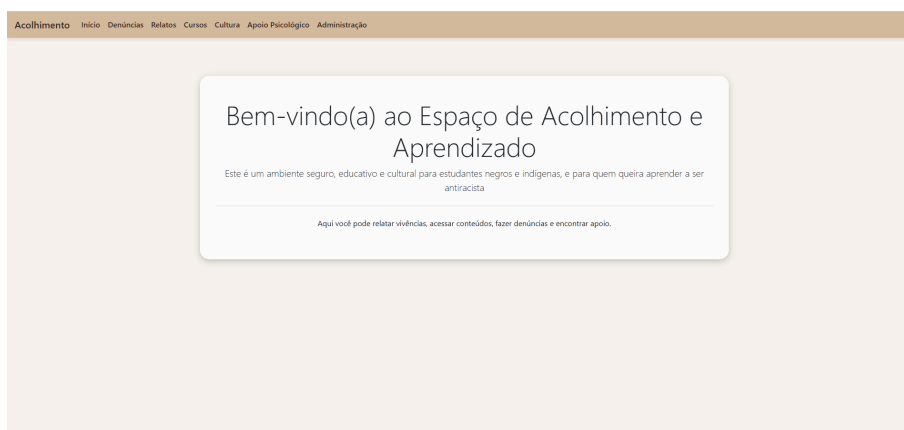 Acolhimento Início Denúncias Relatos Cursos Cultura Apoio Psicológico Administração
Bem-vindo(a) ao Espaço de Acolhimento e
Aprendizado
Este é um ambiente seguro, educativo e cultural para estudantes negros e indígenas, e para quem queira aprender a ser
antiracista
Aqui você pode relatar vivências, acessar conteúdos, fazer denúncias e encontrar apoio.